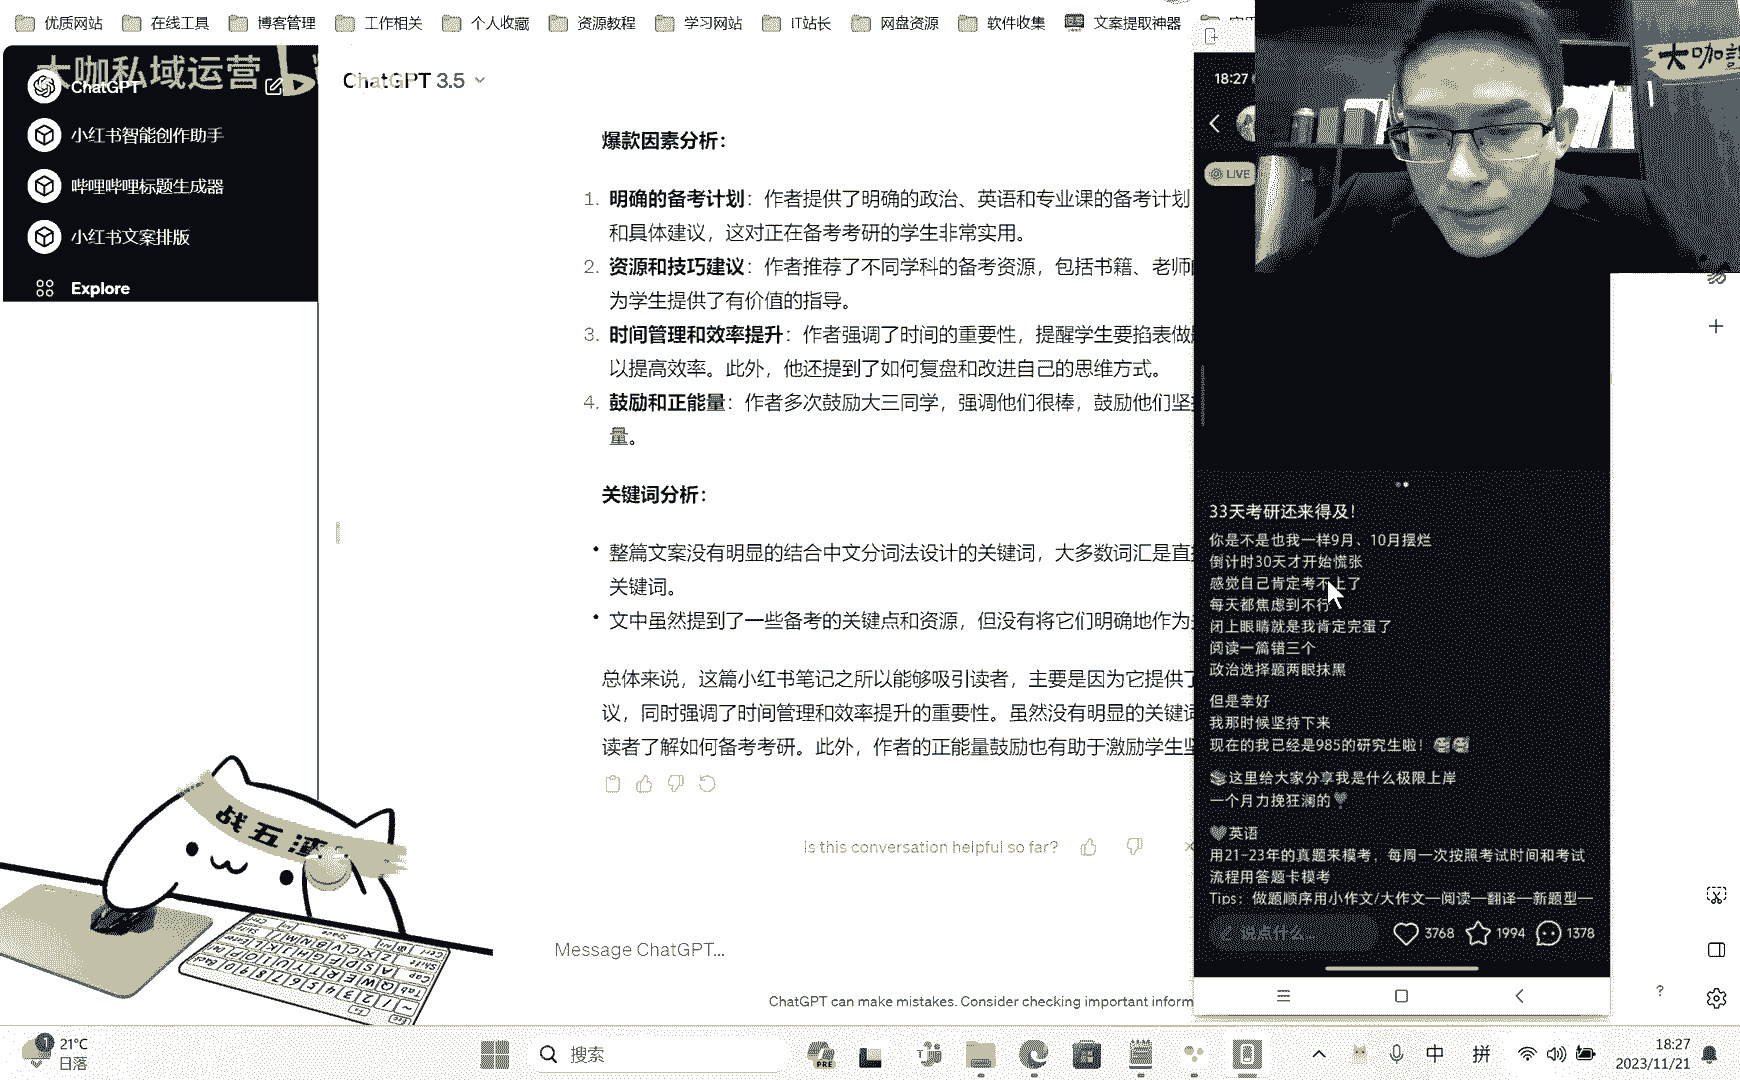 优质网站 在线工具 博客管理 工作相关 个人收藏 资源教程 学习网站 IT站长 网盘资源 软件收集 文案提取神器
大咖私域运营
ChatGPT
小红书智能创作助手
哔哩哔哩标题生成器
小红书文案排版
Explore
ChatGPT 3.5
爆款因素分析：
1. 明确的备考计划：作者提供了明确的政治、英语和专业课的备考计划
和具体建议，这对正在备考考研的学生非常实用。
2. 资源和技巧建议：作者推荐了不同学科的备考资源，包括书籍、老师
为学生提供了有价值的指导。
3. 时间管理和效率提升：作者强调了时间的重要性，提醒学生要掐表做
以提高效率。此外，他还提到了如何复盘和改进自己的思维方式。
4. 鼓励和正能量：作者多次鼓励大三同学，强调他们很棒，鼓励他们坚
量。
关键词分析：
• 整篇文案没有明显的结合中文分词法设计的关键词，大多数词汇是直
关键词。
• 文中虽然提到了一些备考的关键点和资源，但没有将它们明确地作为
总体来说，这篇小红书笔记之所以能够吸引读者，主要是因为它提供了
议，同时强调了时间管理和效率提升的重要性。虽然没有明显的关键词
读者了解如何备考考研。此外，作者的正能量鼓励也有助于激励学生坚
Is this conversation helpful so far?
Message ChatGPT...
ChatGPT can make mistakes. Consider checking important inform
18:27
大咖
LIVE
33天考研还来得及！
你是不是也我一样9月、10月摆烂
倒计时30天才开始慌张
感觉自己肯定考不上了
每天都焦虑到不行
闭上眼睛就是我肯定完蛋了
阅读一篇错三个
政治选择题两眼抹黑
但是幸好
我那时候坚持下来
现在的我已经是985的研究生啦！🥰🥰
这里给大家分享我是什么极限上岸
一个月力挽狂澜的
英语
用21-23年的真题来模考，每周一次按照考试时间和考试
流程用答题卡模考
Tips：做题顺序用小作文/大作文—阅读—翻译—新题型—
说点什么... 3768 1994 1378
战五渣
?
1 21°C
日落
搜索
PRE
中 拼
18:27
2023/11/21